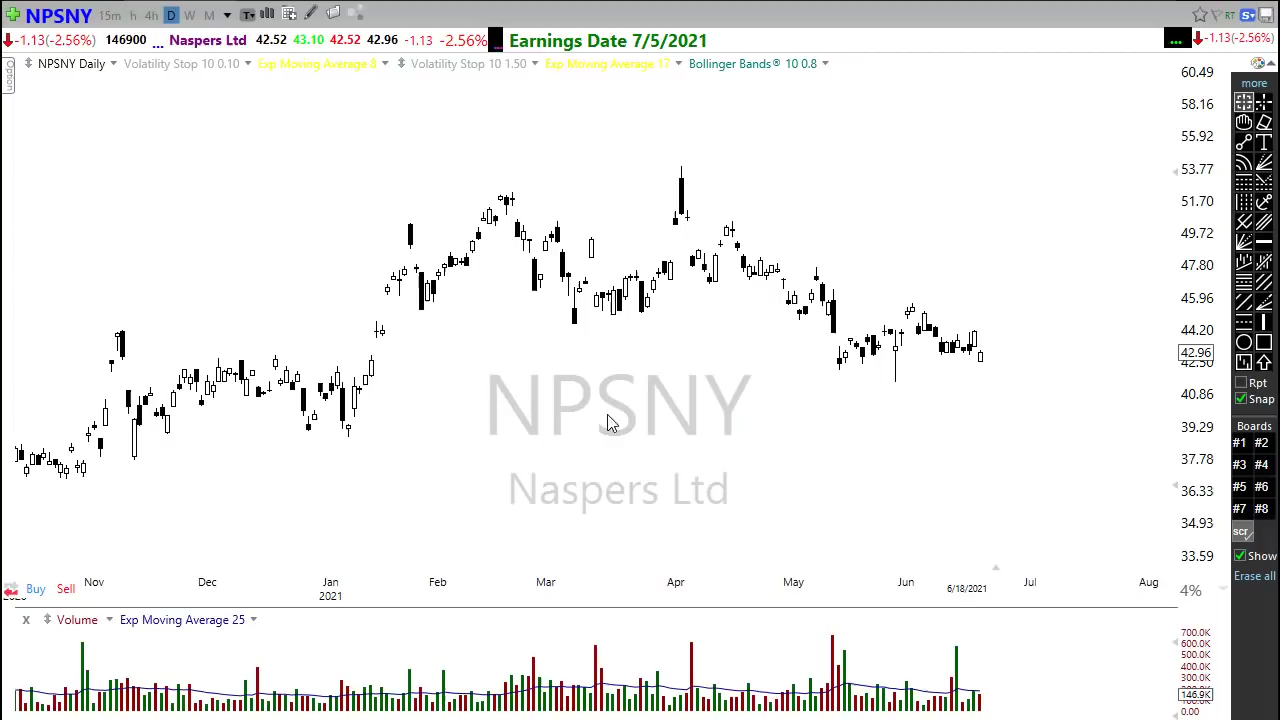 NPSNY 15m h 4h D W M T RT S
-1.13(-2.56%) 146900 ... Naspers Ltd 42.52 43.10 42.52 42.96 -1.13 -2.56% ... Earnings Date 7/5/2021 ... -1.13(-2.56%)
Option
NPSNY Daily Volatility Stop 10 0.10 Exp Moving Average 8 Volatility Stop 10 1.50 Exp Moving Average 17 Bollinger Bands® 10 0.8
60.49
58.16
55.92
53.77
51.70
49.72
47.80
45.96
44.20
42.96
40.86
39.29
37.78
36.33
34.93
33.59
NPSNY
Naspers Ltd
Nov Dec Jan Feb Mar Apr May Jun 6/18/2021 Jul Aug
2021
Buy Sell
4%
x Volume Exp Moving Average 25
700.0K
600.0K
500.0K
400.0K
300.0K
146.9K
0.00
more
T
Rpt
Snap
Boards
#1 #2
#3 #4
#5 #6
#7 #8
scr
Show
Erase all